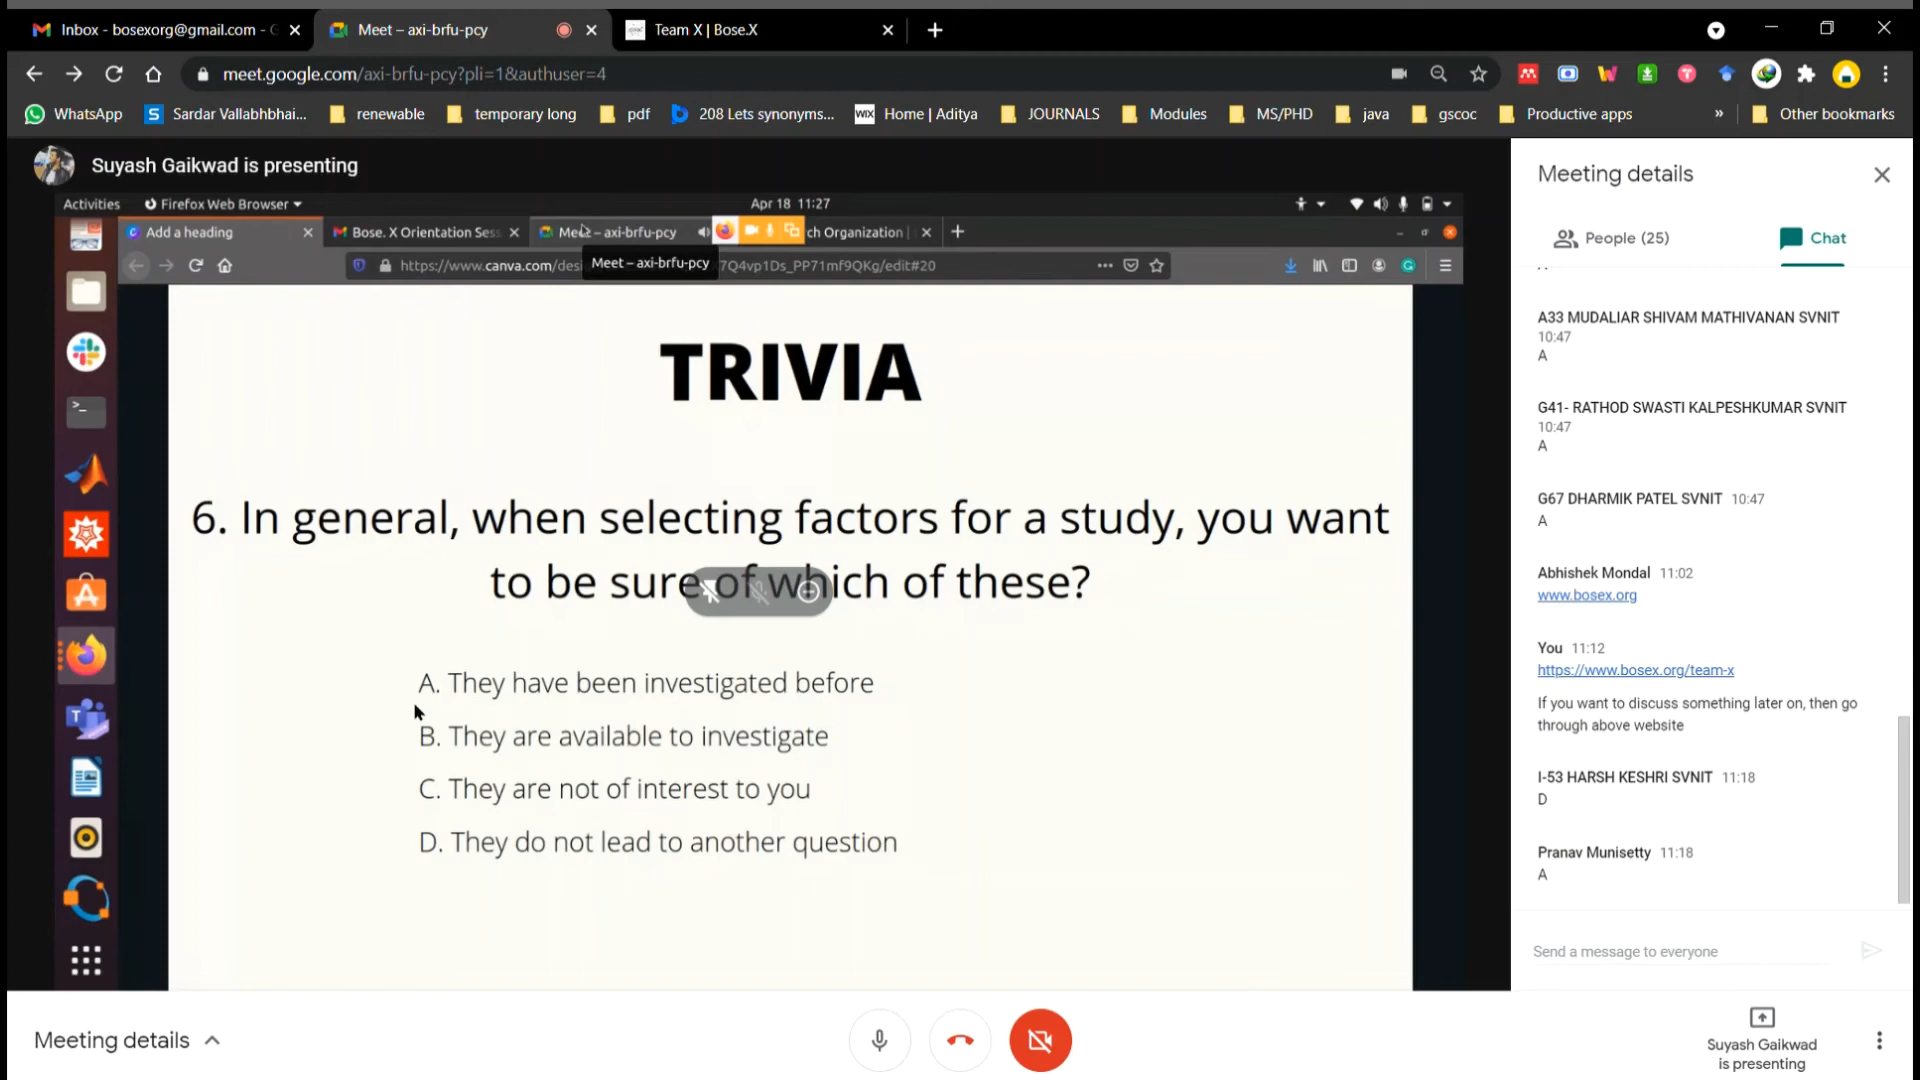 Inbox - bosexorg@gmail.com - G
Meet – axi-brfu-pcy
Team X | Bose.X
meet.google.com/axi-brfu-pcy?pli=1&authuser=4
WhatsApp
S
Sardar Vallabhbhai...
renewable
temporary long
pdf
208 Lets synonyms...
WIX
Home | Aditya
JOURNALS
Modules
MS/PHD
java
gscoc
Productive apps
»
Other bookmarks
Suyash Gaikwad is presenting
Activities
Firefox Web Browser
Apr 18 11:27
Add a heading
Bose. X Orientation Ses
Meet – axi-brfu-pcy
ch Organization |
https://www.canva.com/desi
Meet – axi-brfu-pcy
7Q4vp1Ds_PP71mf9QKg/edit#20
TRIVIA
6. In general, when selecting factors for a study, you want
to be sure of which of these?
A. They have been investigated before
B. They are available to investigate
C. They are not of interest to you
D. They do not lead to another question
Meeting details
People (25)
Chat
A33 MUDALIAR SHIVAM MATHIVANAN SVNIT
10:47
A
G41- RATHOD SWASTI KALPESHKUMAR SVNIT
10:47
A
G67 DHARMIK PATEL SVNIT 10:47
A
Abhishek Mondal 11:02
www.bosex.org
You 11:12
https://www.bosex.org/team-x
If you want to discuss something later on, then go
through above website
I-53 HARSH KESHRI SVNIT 11:18
D
Pranav Munisetty 11:18
A
Send a message to everyone
Meeting details
Suyash Gaikwad
is presenting